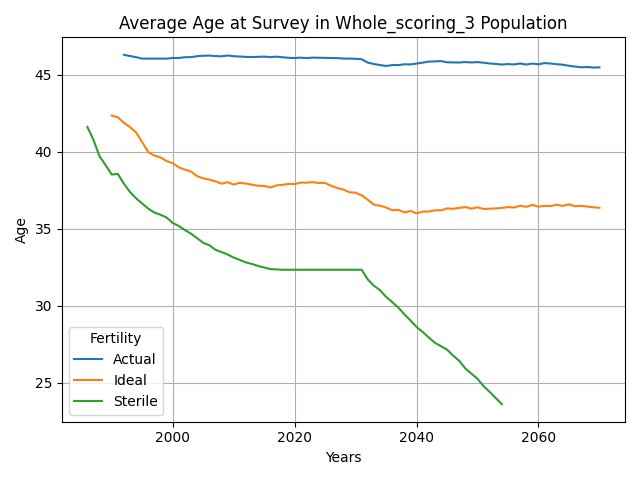 Average Age at Survey in Whole_scoring_3 Population
Age
45
40
35
30
25
Fertility
Actual
Ideal
Sterile
2000 2020 2040 2060
Years